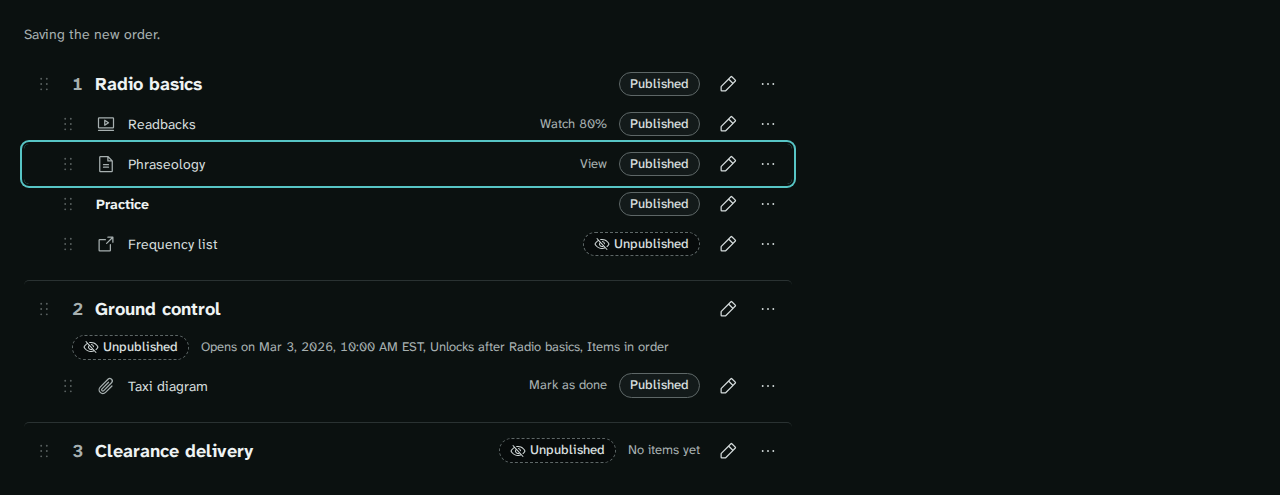 Saving the new order.
1 Radio basics Published
Readbacks Watch 80% Published
Phraseology View Published
Practice Published
Frequency list Unpublished
2 Ground control
Unpublished Opens on Mar 3, 2026, 10:00 AM EST, Unlocks after Radio basics, Items in order
Taxi diagram Mark as done Published
3 Clearance delivery Unpublished No items yet